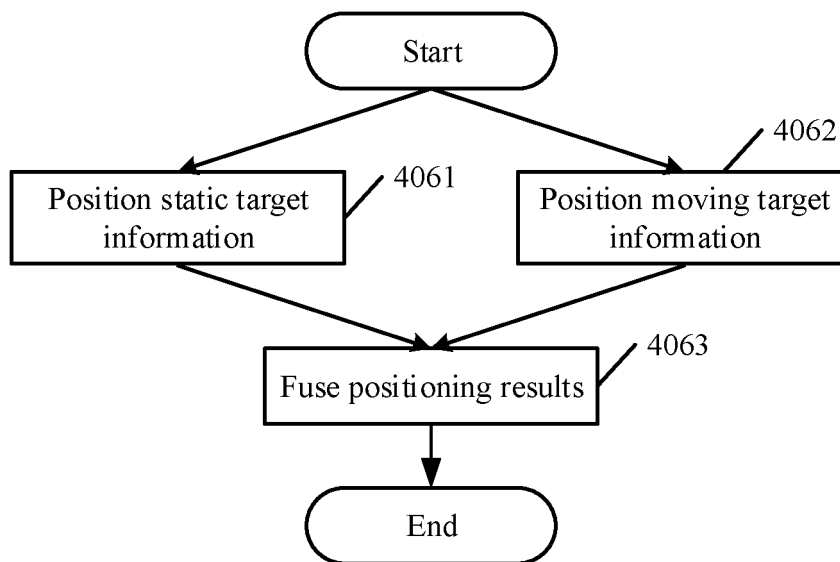 Start
4062
4061
Position static target
information
Position moving target
information
4063
Fuse positioning results
End